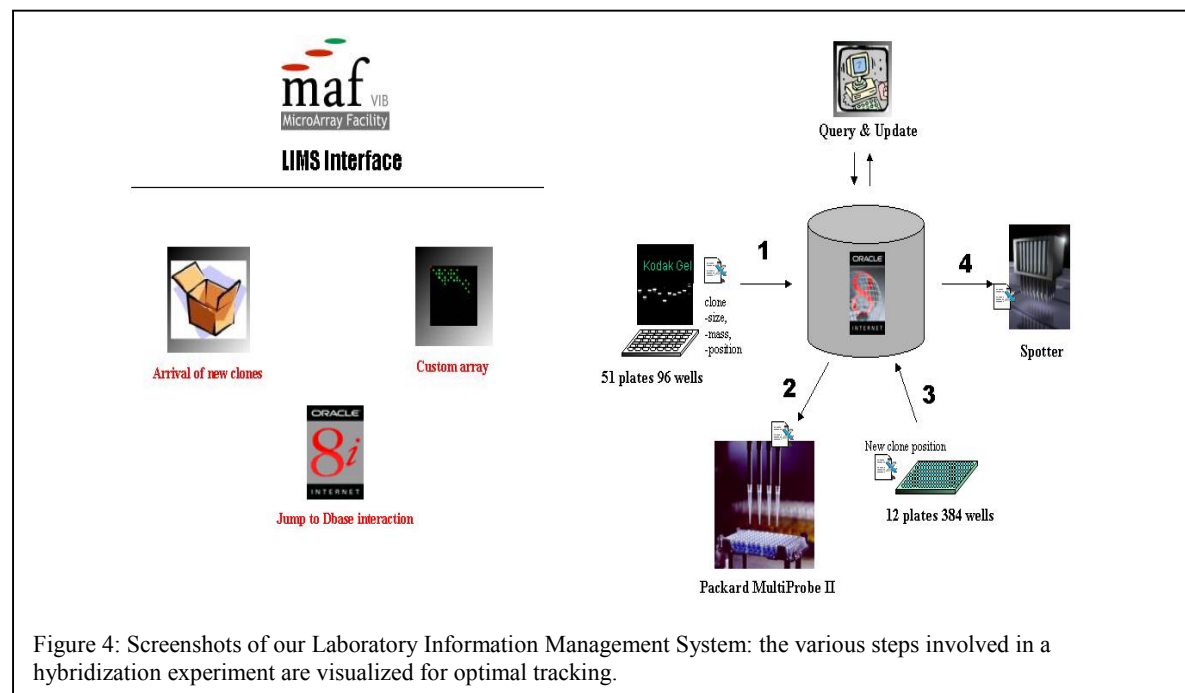 maf VIB
MicroArray Facility
LIMS Interface
Arrival of new clones
Custom array
ORACLE
8i
INTERNET
Jump to Dbase interaction
Query & Update
1
Kodak Gel
clone
-size,
-mass,
-position
51 plates 96 wells
ORACLE
8i
INTERNET
4
Spotter
2
Packard MultiProbe II
3
New clone position
12 plates 384 wells
Figure 4: Screenshots of our Laboratory Information Management System: the various steps involved in a
hybridization experiment are visualized for optimal tracking.